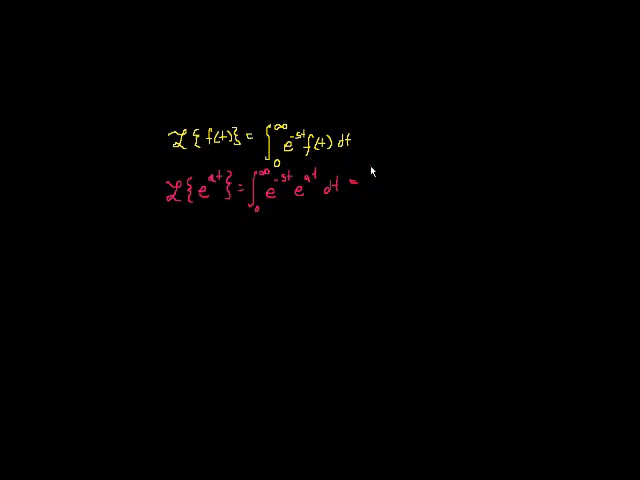 ℒ{f(t)} = ∫₀^∞ e^(-st) f(t) dt
ℒ{e^(at)} = ∫₀^∞ e^(-st) e^(at) dt =